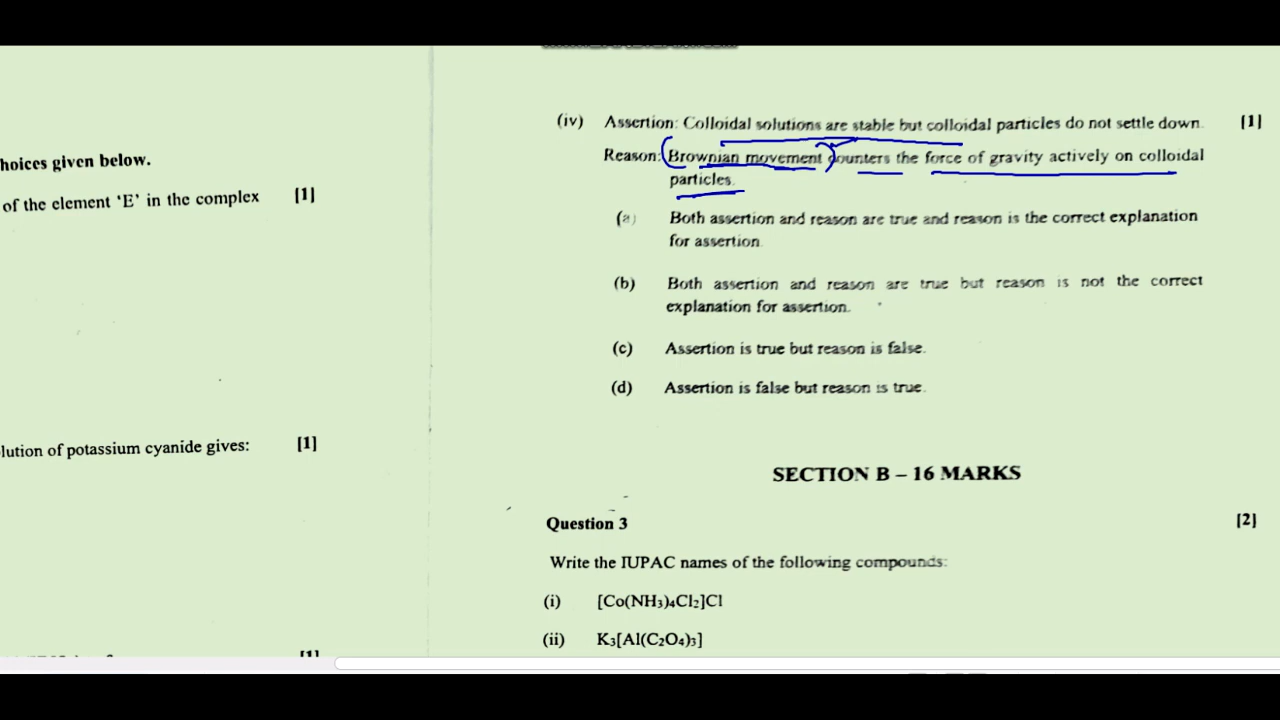 (iv) Assertion: Colloidal solutions are stable but colloidal particles do not settle down. [1]
Reason: Brownian movement counters the force of gravity actively on colloidal
particles.
(a) Both assertion and reason are true and reason is the correct explanation
for assertion.
(b) Both assertion and reason are true but reason is not the correct
explanation for assertion.
(c) Assertion is true but reason is false.
(d) Assertion is false but reason is true.
SECTION B – 16 MARKS
Question 3 [2]
Write the IUPAC names of the following compounds:
(i) [Co(NH₃)₄Cl₂]Cl
(ii) K₃[Al(C₂O₄)₃]
hoices given below.
of the element ‘E’ in the complex [1]
lution of potassium cyanide gives: [1]
[1]